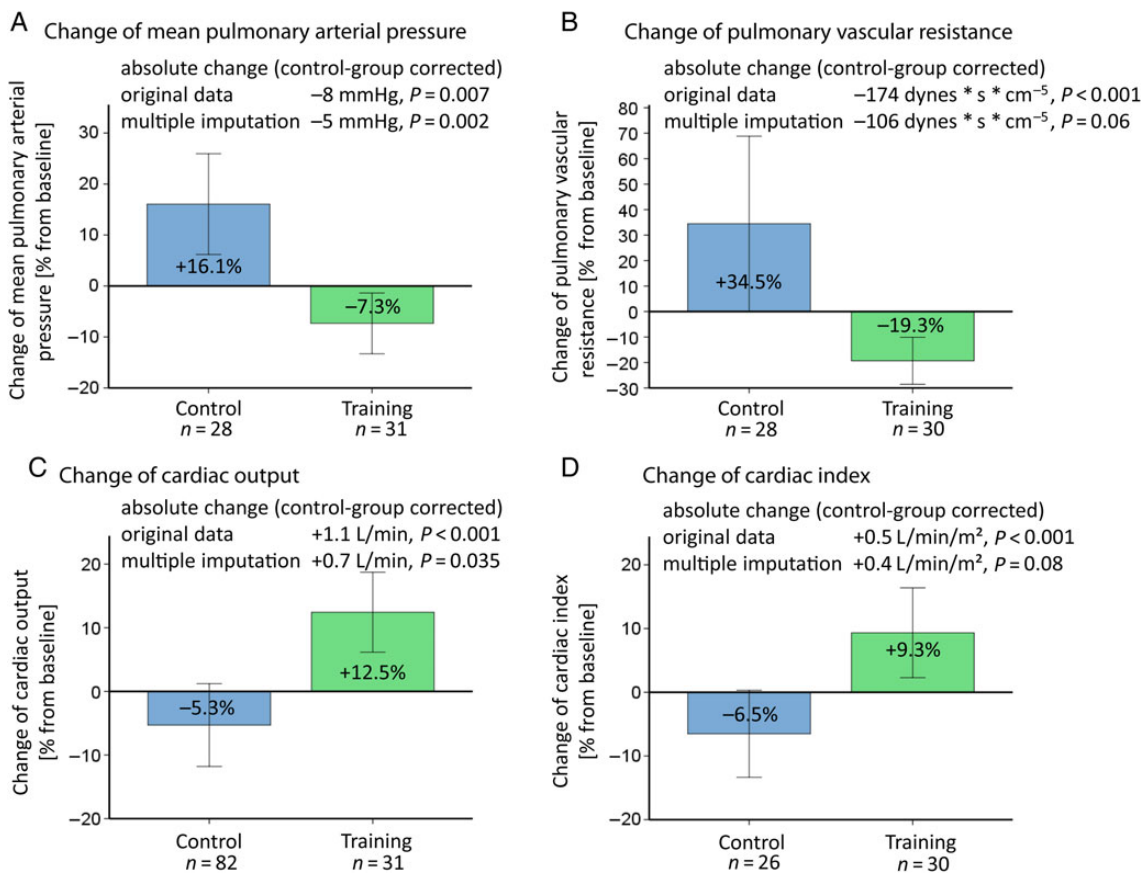 A Change of mean pulmonary arterial pressure
absolute change (control-group corrected)
original data –8 mmHg, P = 0.007
multiple imputation –5 mmHg, P = 0.002
Change of mean pulmonary arterial
pressure [% from baseline]
30
20
10
0
–10
–20
+16.1%
–7.3%
Control
n = 28
Training
n = 31
B Change of pulmonary vascular resistance
absolute change (control-group corrected)
original data –174 dynes * s * cm⁻⁵, P < 0.001
multiple imputation –106 dynes * s * cm⁻⁵, P = 0.06
Change of pulmonary vascular
resistance [% from baseline]
80
70
60
50
40
30
20
10
0
–10
–20
–30
+34.5%
–19.3%
Control
n = 28
Training
n = 30
C Change of cardiac output
absolute change (control-group corrected)
original data +1.1 L/min, P < 0.001
multiple imputation +0.7 L/min, P = 0.035
Change of cardiac output
[% from baseline]
20
10
0
–10
–20
–5.3%
+12.5%
Control
n = 82
Training
n = 31
D Change of cardiac index
absolute change (control-group corrected)
original data +0.5 L/min/m², P < 0.001
multiple imputation +0.4 L/min/m², P = 0.08
Change of cardiac index
[% from baseline]
20
10
0
–10
–20
–6.5%
+9.3%
Control
n = 26
Training
n = 30